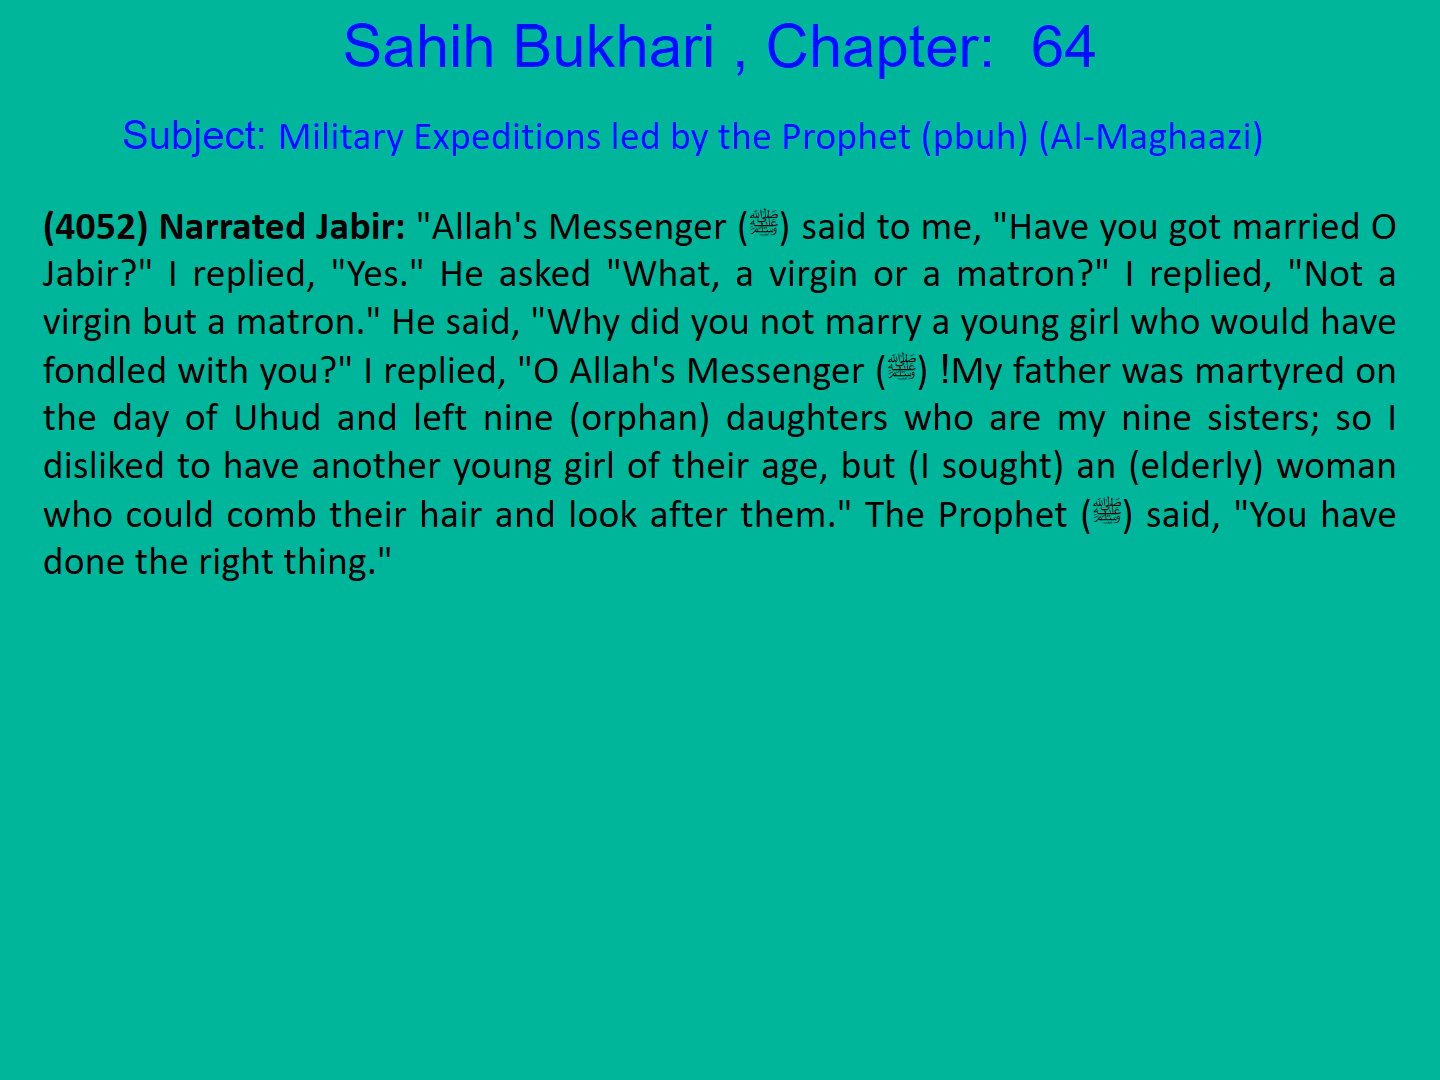 Sahih Bukhari , Chapter:  64
Subject: Military Expeditions led by the Prophet (pbuh) (Al-Maghaazi)
(4052) Narrated Jabir: "Allah's Messenger (ﷺ) said to me, "Have you got married O
Jabir?" I replied, "Yes." He asked "What, a virgin or a matron?" I replied, "Not a
virgin but a matron." He said, "Why did you not marry a young girl who would have
fondled with you?" I replied, "O Allah's Messenger (ﷺ) !My father was martyred on
the day of Uhud and left nine (orphan) daughters who are my nine sisters; so I
disliked to have another young girl of their age, but (I sought) an (elderly) woman
who could comb their hair and look after them." The Prophet (ﷺ) said, "You have
done the right thing."